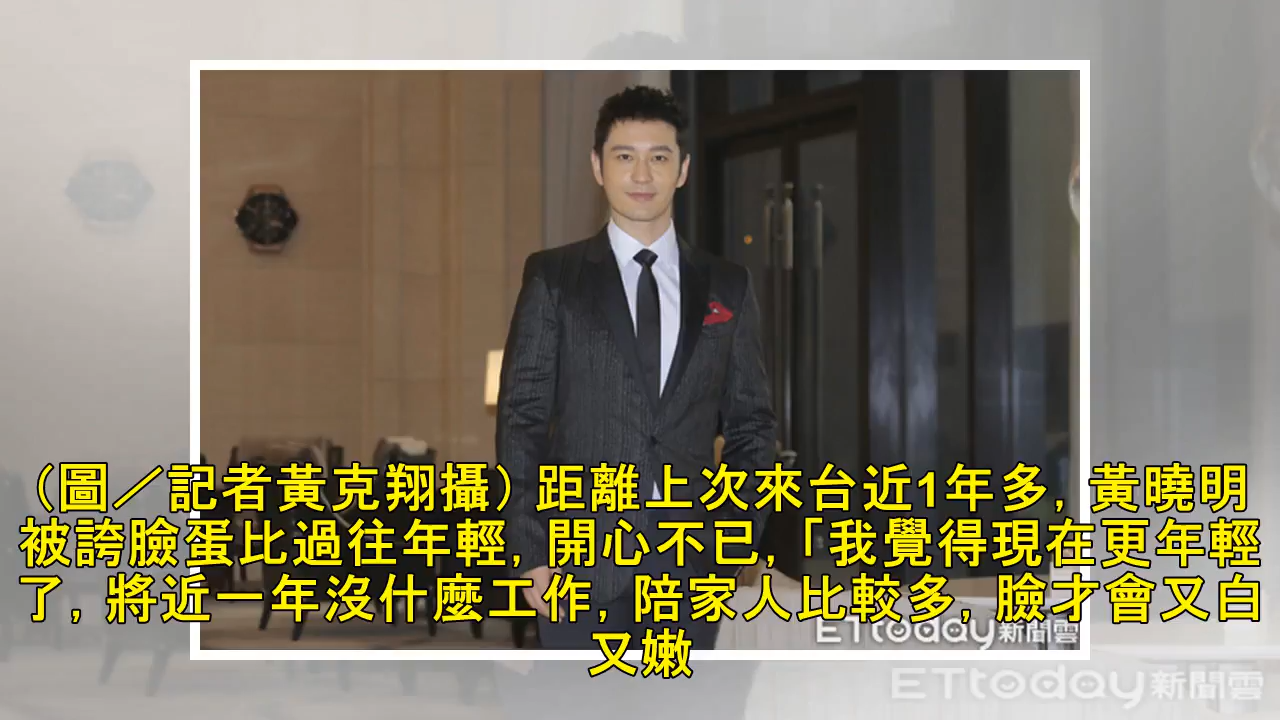 (圖／記者黃克翔攝) 距離上次來台近1年多, 黃曉明
被誇臉蛋比過往年輕, 開心不已,「我覺得現在更年輕
了, 將近一年沒什麼工作, 陪家人比較多, 臉才會又白
又嫩
ETtoday新聞雲
ETtoday新聞雲